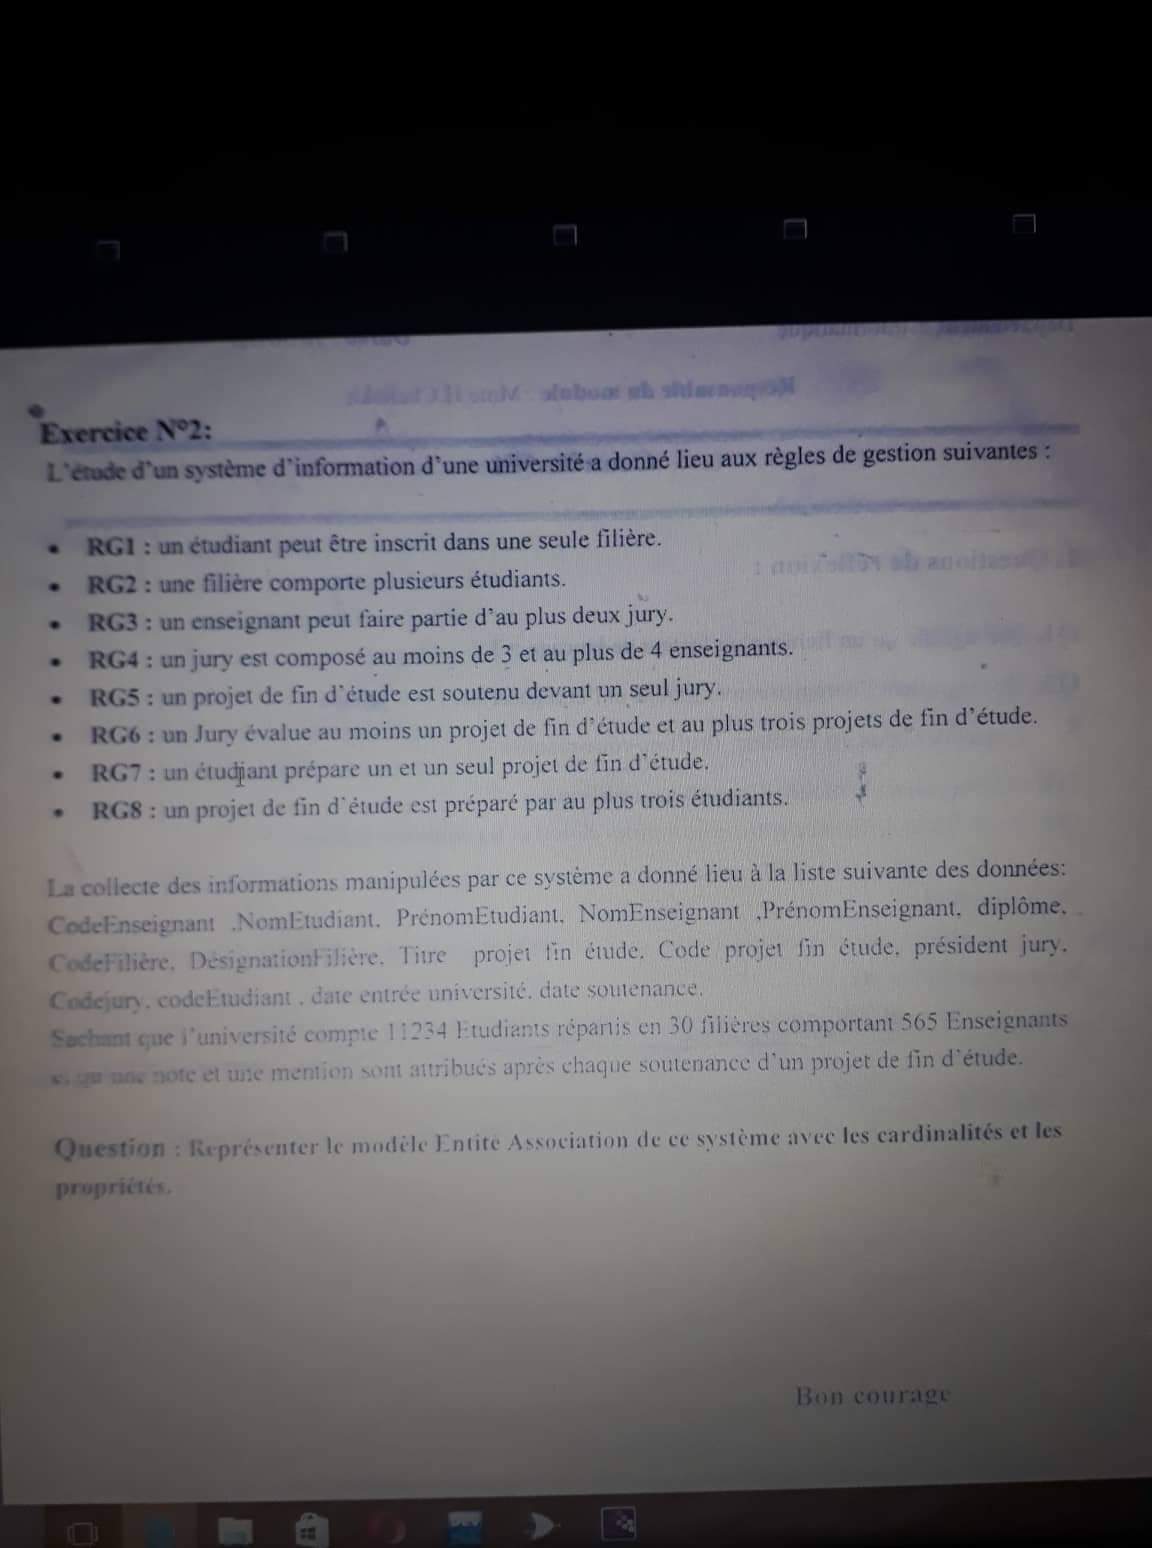 Exercice N°2:
L'étude d'un système d'information d'une université a donné lieu aux règles de gestion suivantes :
• RG1 : un étudiant peut être inscrit dans une seule filière.
• RG2 : une filière comporte plusieurs étudiants.
• RG3 : un enseignant peut faire partie d'au plus deux jury.
• RG4 : un jury est composé au moins de 3 et au plus de 4 enseignants.
• RG5 : un projet de fin d'étude est soutenu devant un seul jury.
• RG6 : un Jury évalue au moins un projet de fin d'étude et au plus trois projets de fin d'étude.
• RG7 : un étudiant prépare un et un seul projet de fin d'étude.
• RG8 : un projet de fin d'étude est préparé par au plus trois étudiants.
La collecte des informations manipulées par ce système a donné lieu à la liste suivante des données:
CodeEnseignant ,NomEtudiant, PrénomEtudiant, NomEnseignant ,PrénomEnseignant, diplôme,
CodeFilière, DésignationFilière, Titre projet fin étude, Code projet fin étude, président jury,
Codejury, codeEtudiant , date entrée université, date soutenance.
Sachant que l'université compte 11234 Etudiants répartis en 30 filières comportant 565 Enseignants
et qu'une note et une mention sont attribués après chaque soutenance d'un projet de fin d'étude.
Question : Représenter le modèle Entité Association de ce système avec les cardinalités et les
propriétés.
Bon courage